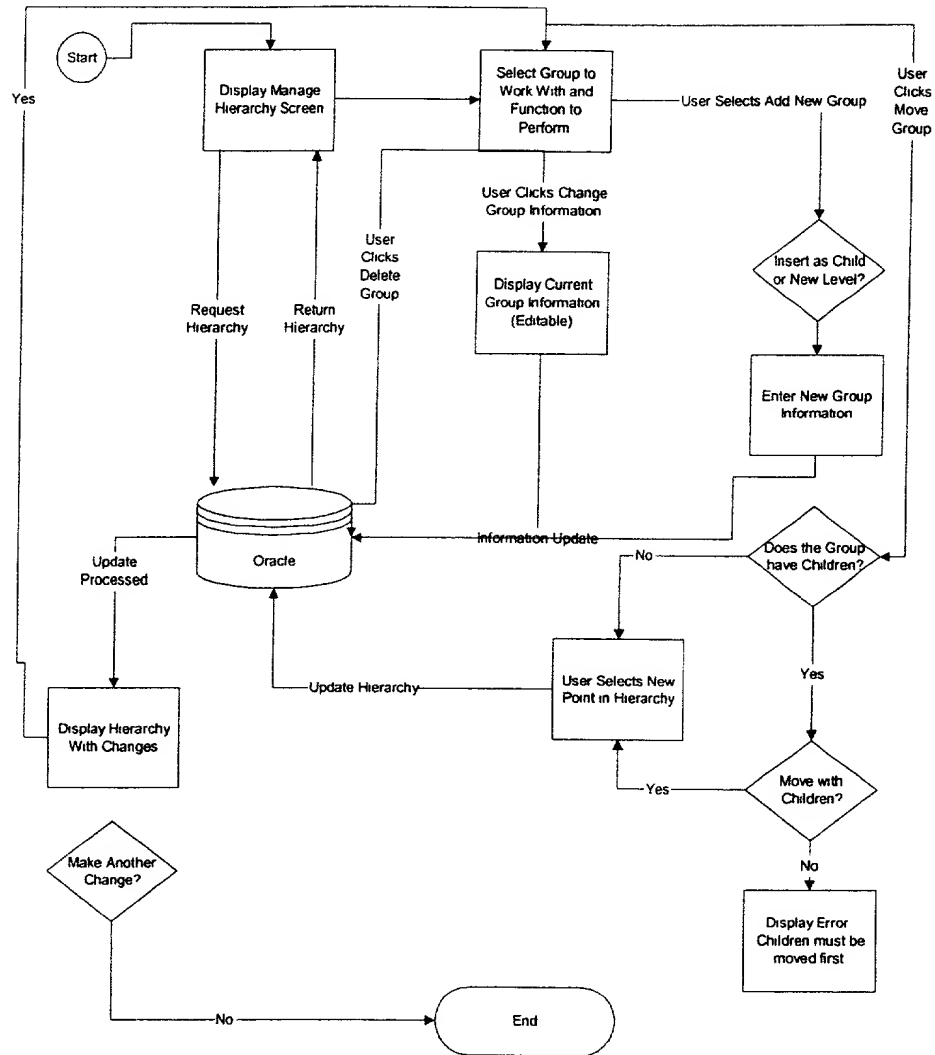 Start
Yes
Display Manage
Hierarchy Screen
Select Group to
Work With and
Function to
Perform
User Selects Add New Group
User
Clicks
Move
Group
User Clicks Change
Group Information
User
Clicks
Delete
Group
Insert as Child
or New Level?
Display Current
Group Information
(Editable)
Request
Hierarchy
Return
Hierarchy
Enter New Group
Information
Information Update
Oracle
Update
Processed
No
Does the Group
have Children?
Yes
User Selects New
Point in Hierarchy
Update Hierarchy
Display Hierarchy
With Changes
Yes
Move with
Children?
No
Make Another
Change?
Display Error
Children must be
moved first
No
End